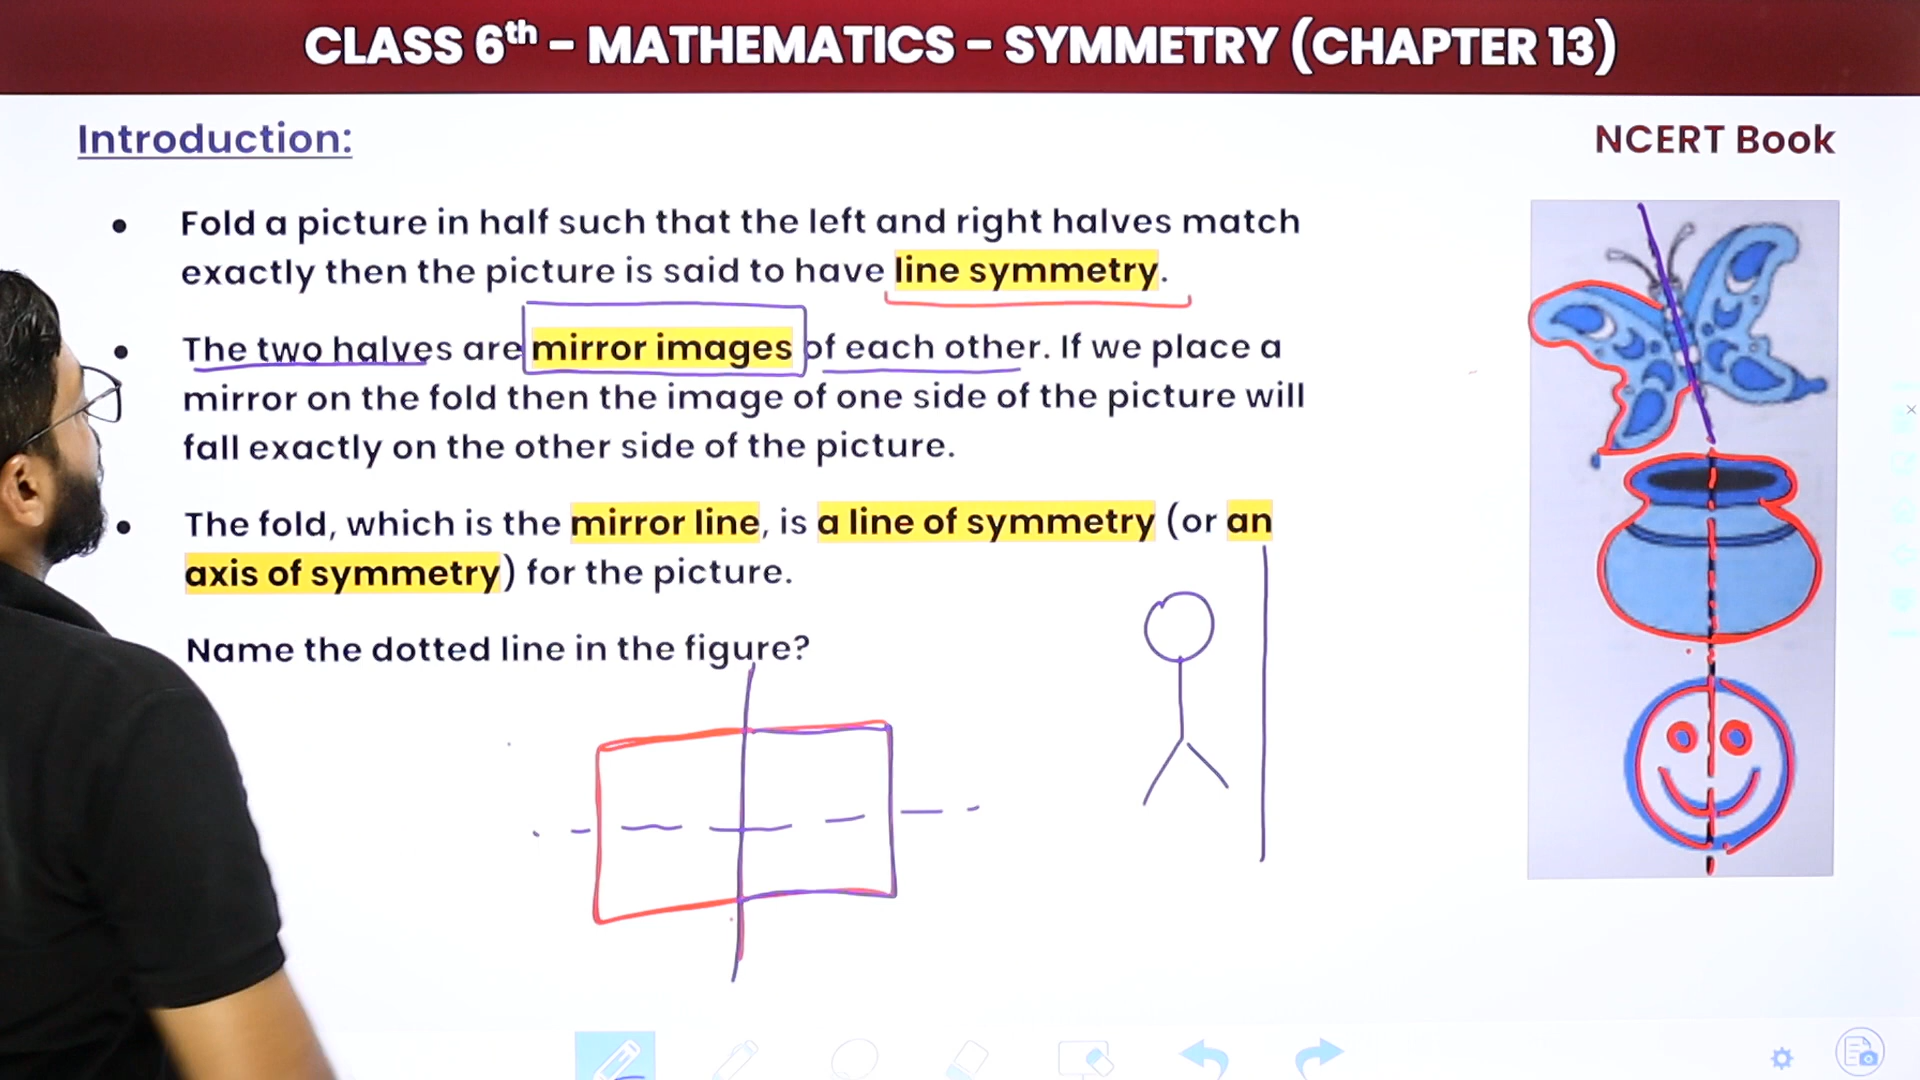 CLASS 6th – MATHEMATICS – SYMMETRY (CHAPTER 13)
Introduction:
NCERT Book
• Fold a picture in half such that the left and right halves match
exactly then the picture is said to have line symmetry.
• The two halves are mirror images of each other. If we place a
mirror on the fold then the image of one side of the picture will
fall exactly on the other side of the picture.
• The fold, which is the mirror line, is a line of symmetry (or an
axis of symmetry) for the picture.
Name the dotted line in the figure?